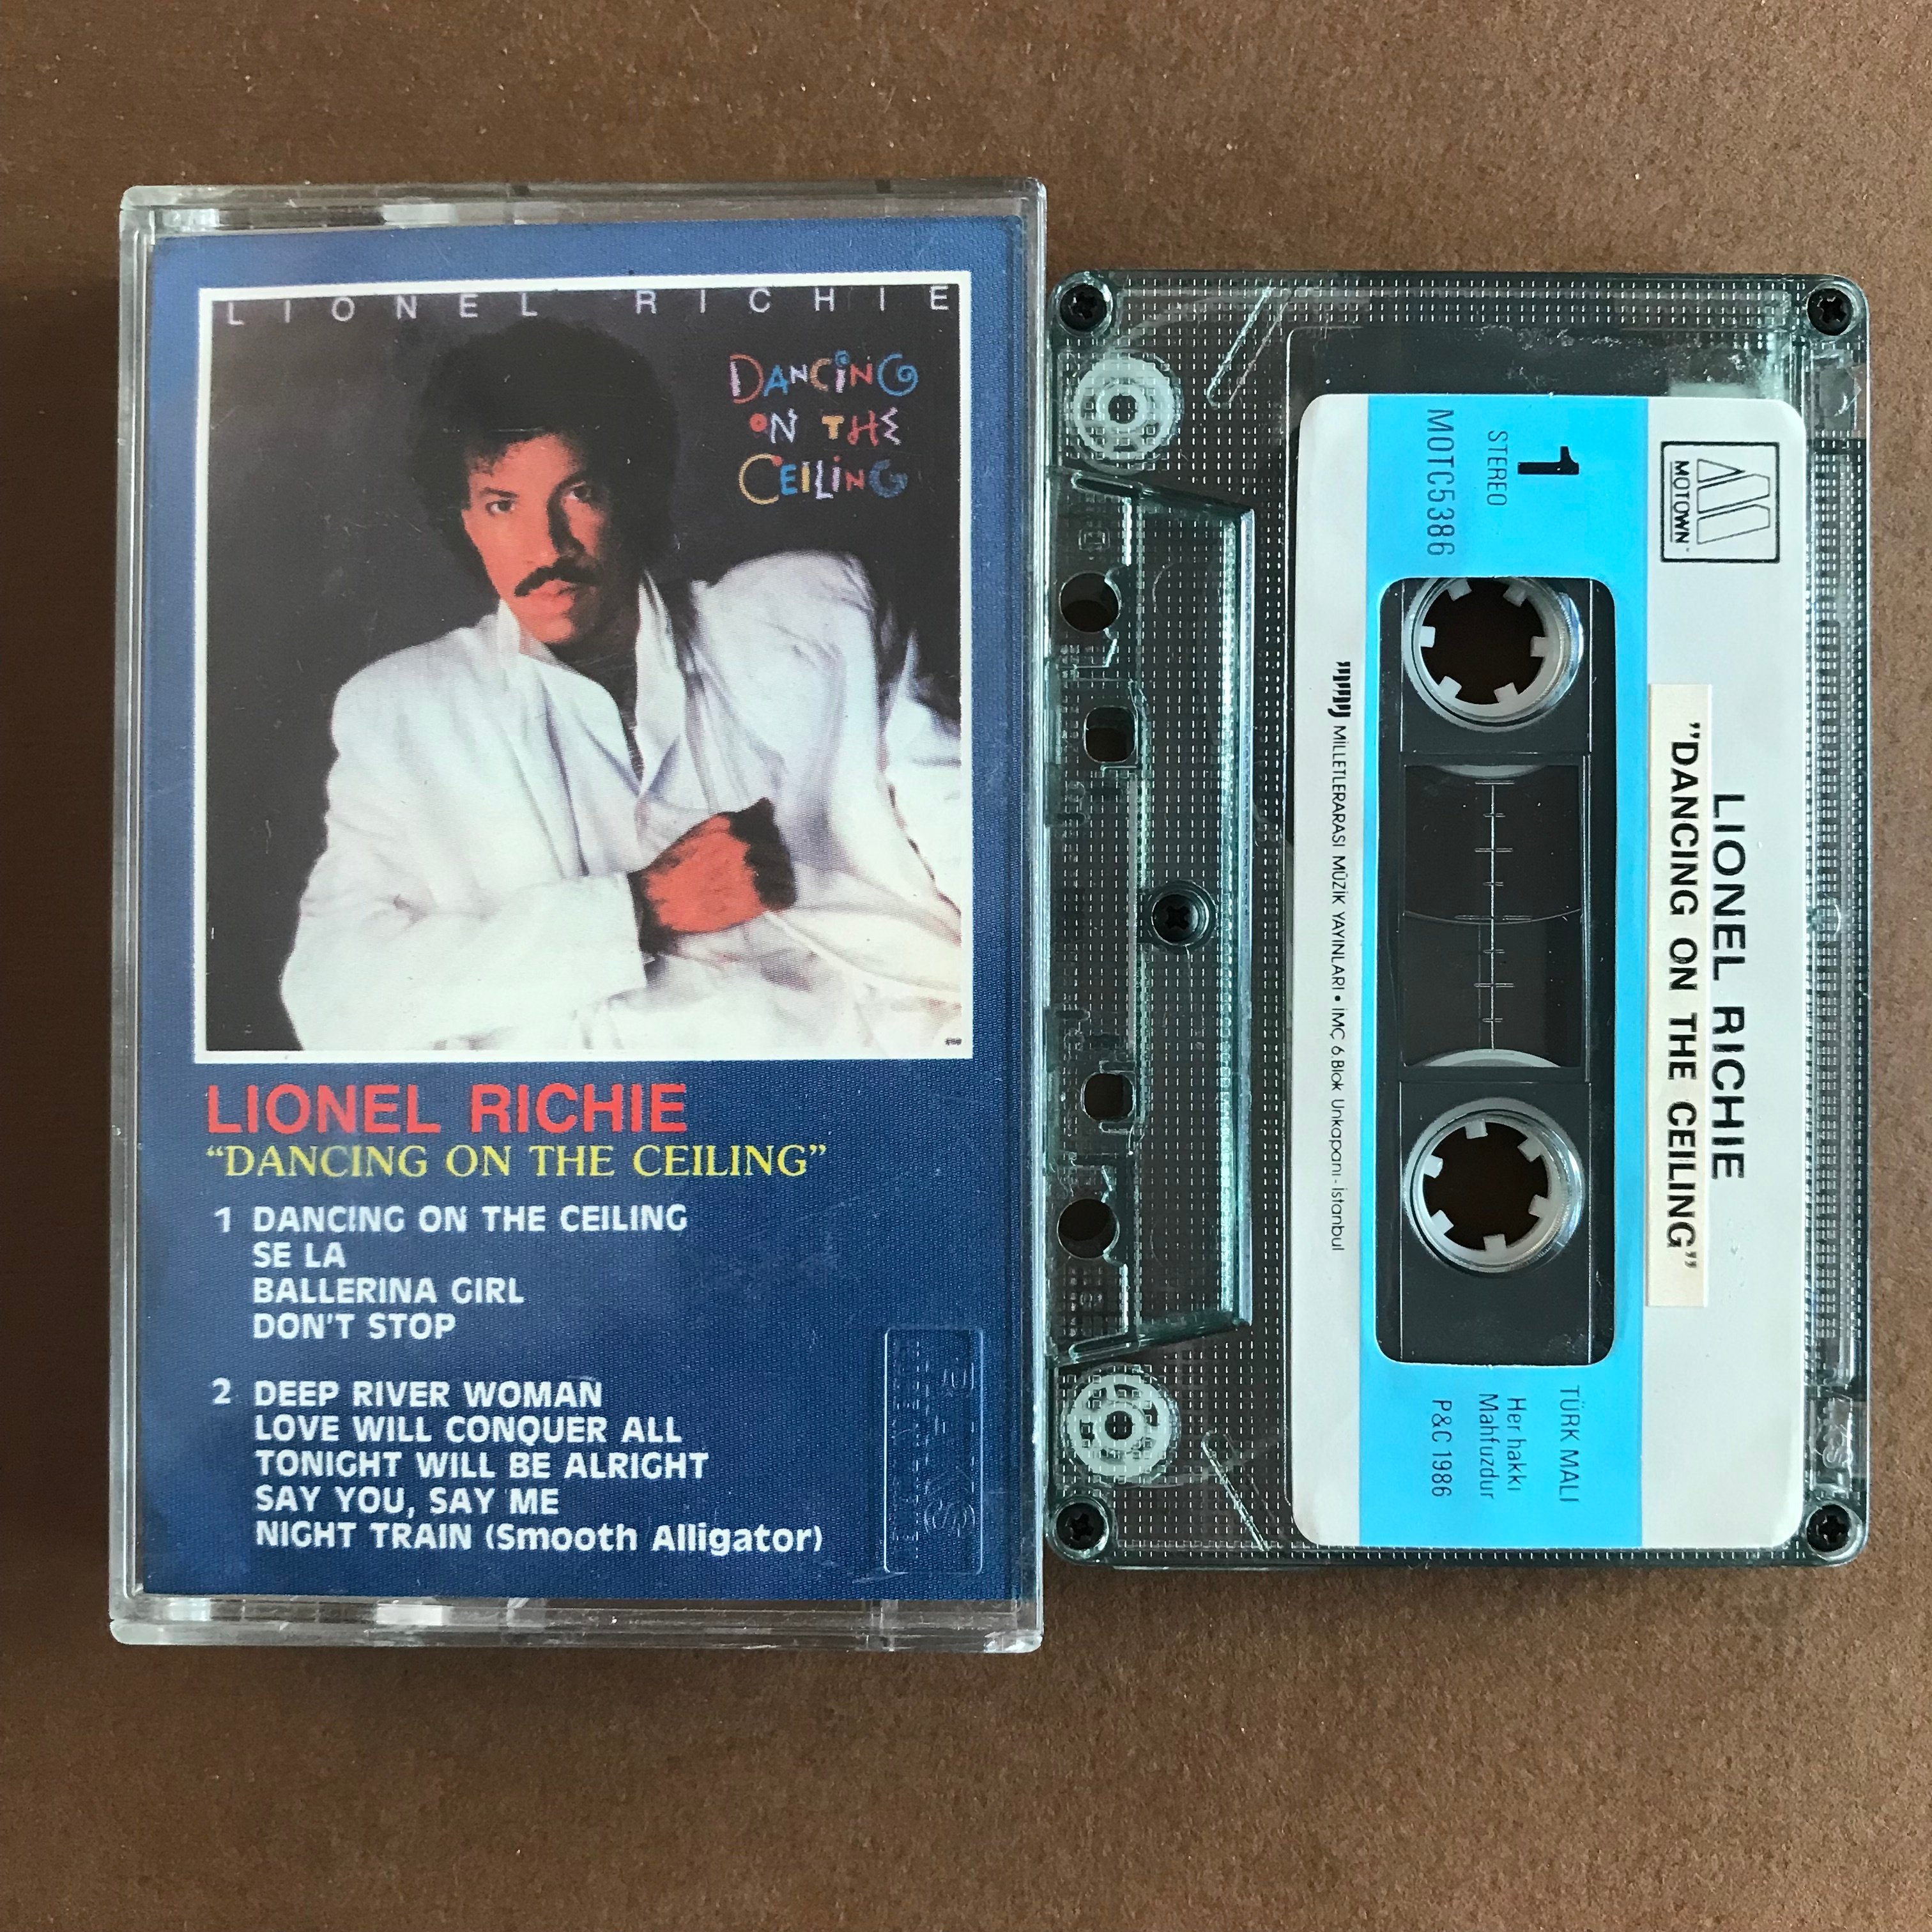 LIONEL RICHIE
DANCING
ON THE
CEILING
LIONEL RICHIE
“DANCING ON THE CEILING”
1 DANCING ON THE CEILING
SE LA
BALLERINA GIRL
DON'T STOP
2 DEEP RIVER WOMAN
LOVE WILL CONQUER ALL
TONIGHT WILL BE ALRIGHT
SAY YOU, SAY ME
NIGHT TRAIN (Smooth Alligator)
MOTOWN
LIONEL RICHIE
"DANCING ON THE CEILING"
1
STEREO
MOTC5386
TÜRK MALI
Her hakkı
Mahfuzdur
P&C 1986
MİLLETLERARASI MÜZİK YAYINLARI • İMÇ 6.Blok Unkapanı - İstanbul